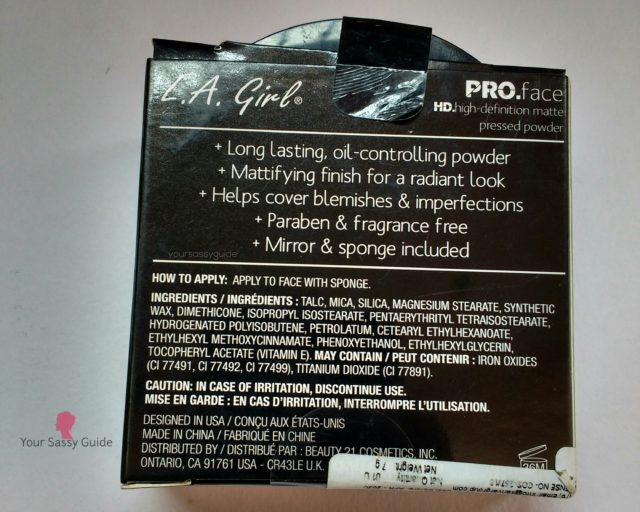 L.A. Girl®
PRO.face
HD.high-definition matte
pressed powder
+ Long lasting, oil-controlling powder
+ Mattifying finish for a radiant look
+ Helps cover blemishes & imperfections
+ Paraben & fragrance free
+ Mirror & sponge included
yoursassyguide
HOW TO APPLY: APPLY TO FACE WITH SPONGE.
INGREDIENTS / INGRÉDIENTS : TALC, MICA, SILICA, MAGNESIUM STEARATE, SYNTHETIC
WAX, DIMETHICONE, ISOPROPYL ISOSTEARATE, PENTAERYTHRITYL TETRAISOSTEARATE,
HYDROGENATED POLYISOBUTENE, PETROLATUM, CETEARYL ETHYLHEXANOATE,
ETHYLHEXYL METHOXYCINNAMATE, PHENOXYETHANOL, ETHYLHEXYLGLYCERIN,
TOCOPHERYL ACETATE (VITAMIN E). MAY CONTAIN / PEUT CONTENIR : IRON OXIDES
(CI 77491, CI 77492, CI 77499), TITANIUM DIOXIDE (CI 77891).
CAUTION: IN CASE OF IRRITATION, DISCONTINUE USE.
MISE EN GARDE : EN CAS D'IRRITATION, INTERROMPRE L'UTILISATION.
DESIGNED IN USA / CONÇU AUX ÉTATS-UNIS
MADE IN CHINA / FABRIQUÉ EN CHINE
DISTRIBUTED BY / DISTRIBUÉ PAR : BEAUTY 21 COSMETICS, INC.
ONTARIO, CA 91761 USA - CR43LE U.K.
36M
Net Quantity
Net Weight 7 g
Your Sassy Guide